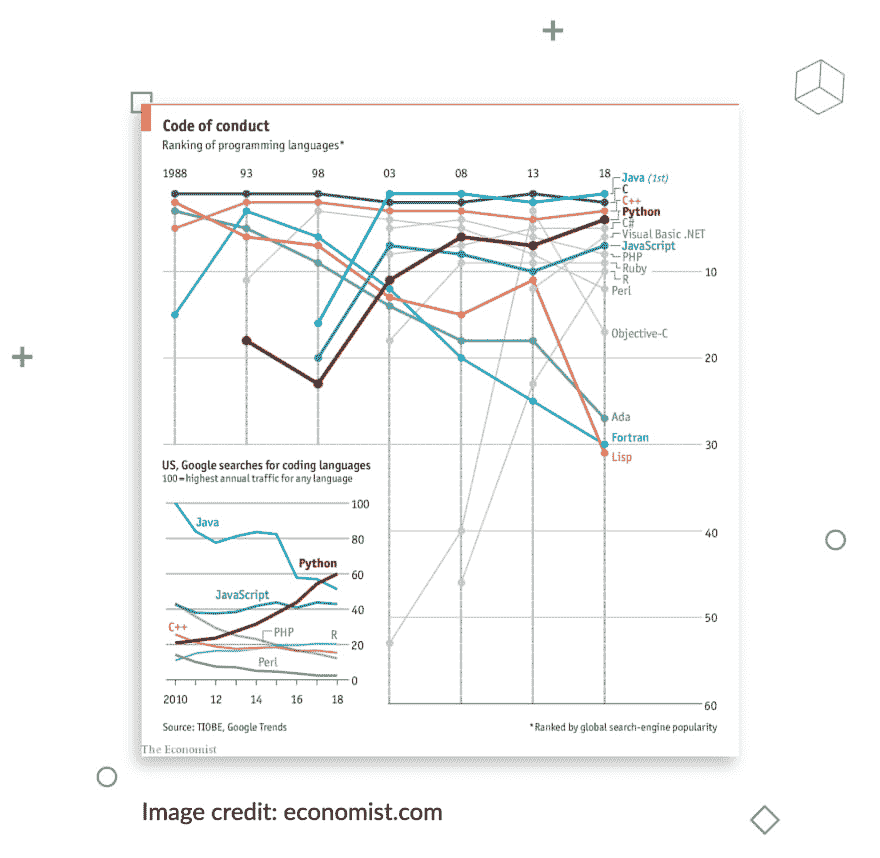 Code of conduct
Ranking of programming languages*
1988 93 98 03 08 13 18
Java (1st)
C
C++
Python
C#
Visual Basic .NET
JavaScript
10
PHP
Ruby
R
Perl
Objective-C
20
Ada
Fortran
30
Lisp
40
50
60
US, Google searches for coding languages
100=highest annual traffic for any language
100
Java
80
Python
60
JavaScript
40
C++
PHP
R
20
Perl
0
2010 12 14 16 18
Source: TIOBE, Google Trends
*Ranked by global search-engine popularity
The Economist
Image credit: economist.com